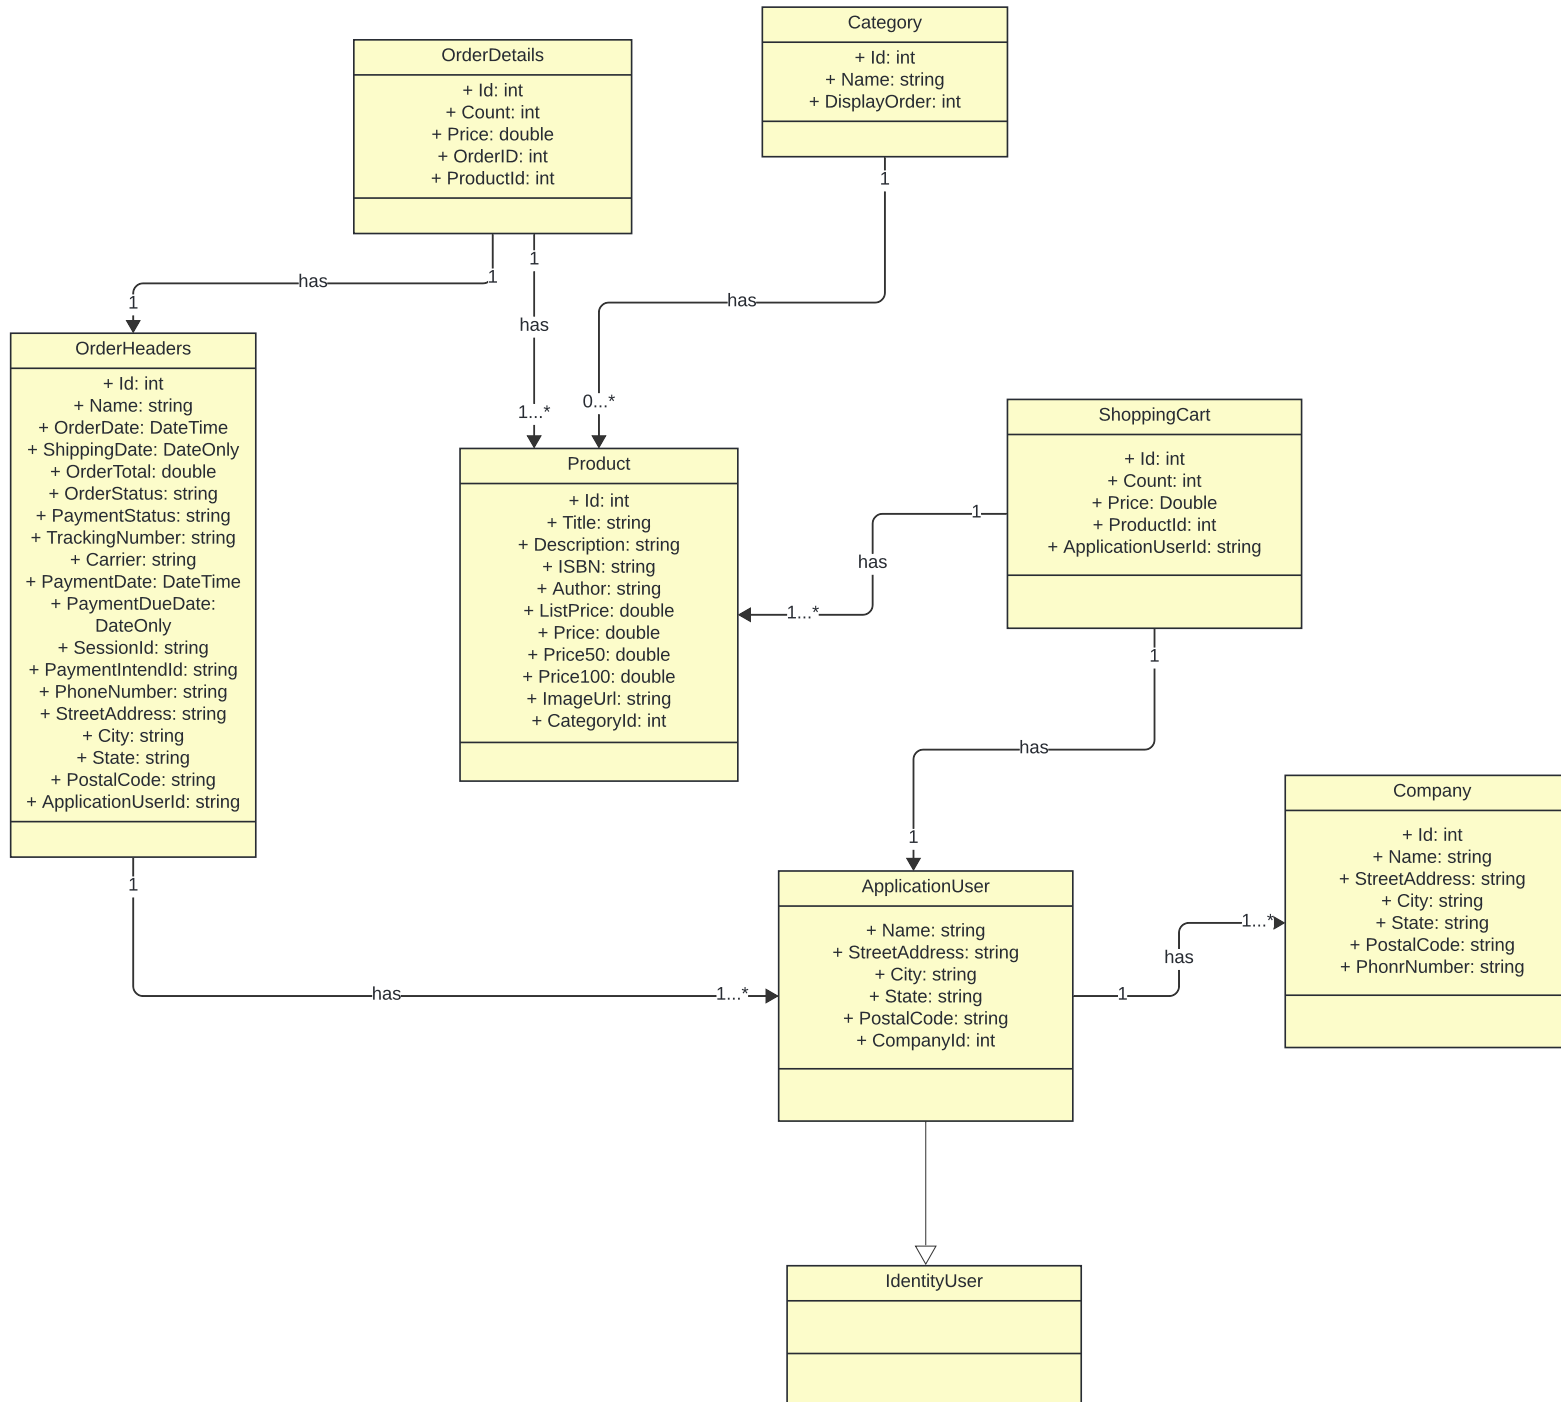 Category
+ Id: int
+ Name: string
+ DisplayOrder: int
OrderDetails
+ Id: int
+ Count: int
+ Price: double
+ OrderID: int
+ ProductId: int
1
1
1
has
has
has
1
1...*
0...*
OrderHeaders
+ Id: int
+ Name: string
+ OrderDate: DateTime
+ ShippingDate: DateOnly
+ OrderTotal: double
+ OrderStatus: string
+ PaymentStatus: string
+ TrackingNumber: string
+ Carrier: string
+ PaymentDate: DateTime
+ PaymentDueDate:
DateOnly
+ SessionId: string
+ PaymentIntendId: string
+ PhoneNumber: string
+ StreetAddress: string
+ City: string
+ State: string
+ PostalCode: string
+ ApplicationUserId: string
Product
+ Id: int
+ Title: string
+ Description: string
+ ISBN: string
+ Author: string
+ ListPrice: double
+ Price: double
+ Price50: double
+ Price100: double
+ ImageUrl: string
+ CategoryId: int
ShoppingCart
+ Id: int
+ Count: int
+ Price: Double
+ ProductId: int
+ ApplicationUserId: string
1
has
1...*
1
has
1
1
has
1...*
ApplicationUser
+ Name: string
+ StreetAddress: string
+ City: string
+ State: string
+ PostalCode: string
+ CompanyId: int
1
has
1...*
Company
+ Id: int
+ Name: string
+ StreetAddress: string
+ City: string
+ State: string
+ PostalCode: string
+ PhonrNumber: string
IdentityUser